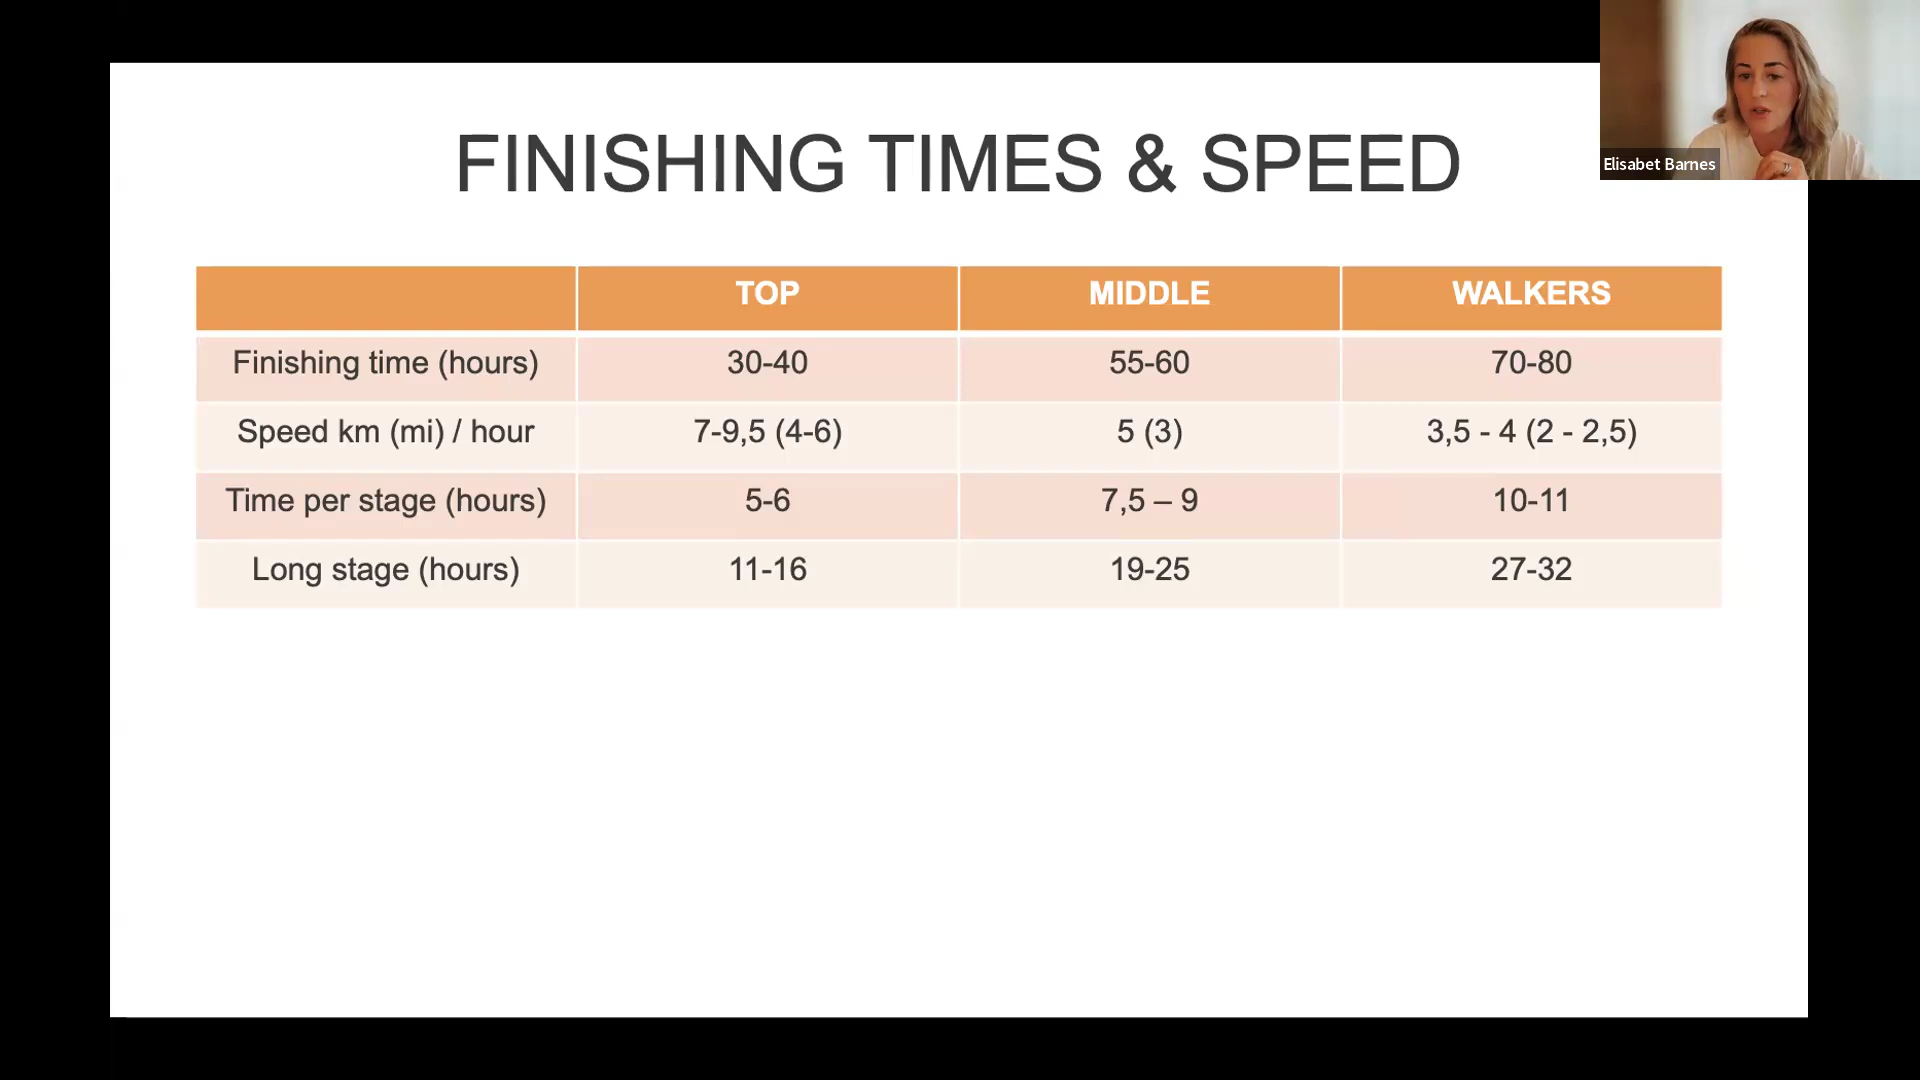 FINISHING TIMES & SPEED
Elisabet Barnes
TOP MIDDLE WALKERS
Finishing time (hours) 30-40 55-60 70-80
Speed km (mi) / hour 7-9,5 (4-6) 5 (3) 3,5 - 4 (2 - 2,5)
Time per stage (hours) 5-6 7,5 – 9 10-11
Long stage (hours) 11-16 19-25 27-32